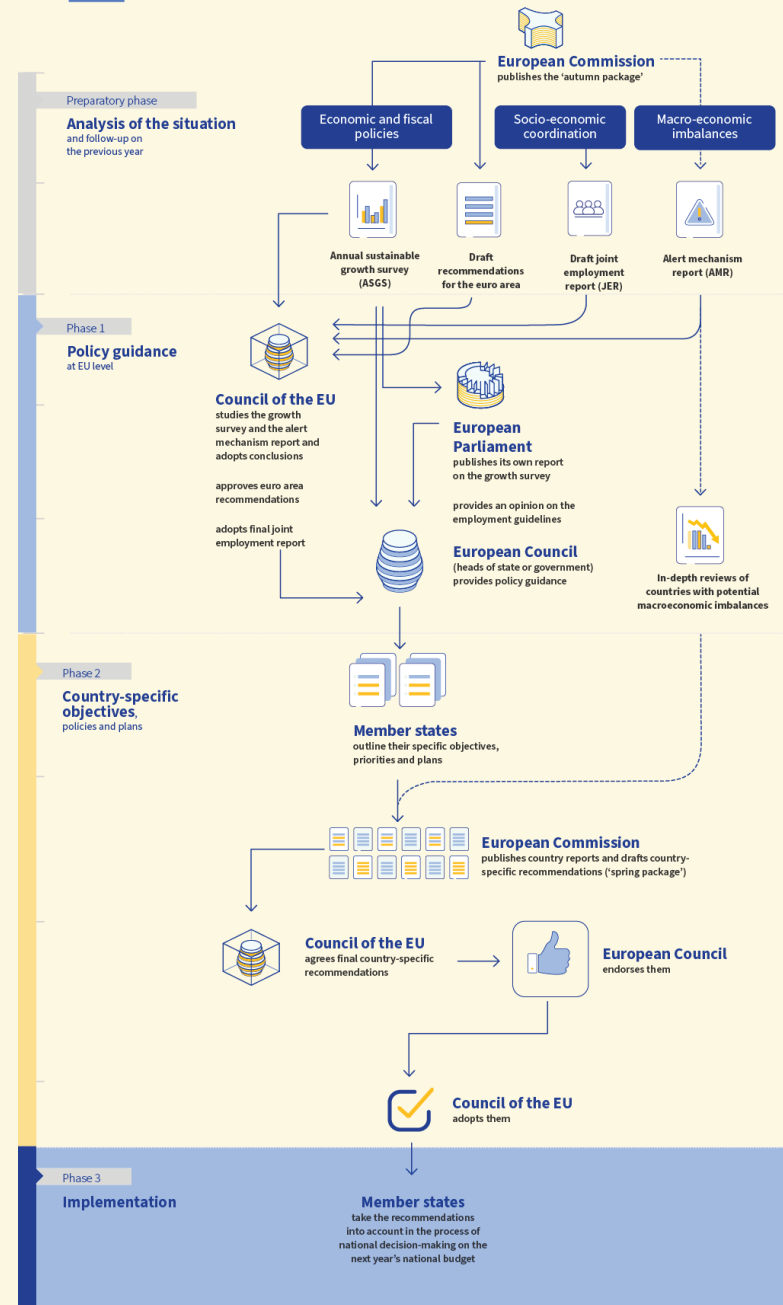 European Commission
publishes the ‘autumn package’
Preparatory phase
Analysis of the situation
and follow-up on
the previous year
Economic and fiscal
policies
Socio-economic
coordination
Macro-economic
imbalances
Annual sustainable
growth survey
(ASGS)
Draft
recommendations
for the euro area
Draft joint
employment
report (JER)
Alert mechanism
report (AMR)
Phase 1
Policy guidance
at EU level
Council of the EU
studies the growth
survey and the alert
mechanism report and
adopts conclusions
approves euro area
recommendations
adopts final joint
employment report
European
Parliament
publishes its own report
on the growth survey
provides an opinion on the
employment guidelines
European Council
(heads of state or government)
provides policy guidance
In-depth reviews of
countries with potential
macroeconomic imbalances
Phase 2
Country-specific
objectives,
policies and plans
Member states
outline their specific objectives,
priorities and plans
European Commission
publishes country reports and drafts country-
specific recommendations (‘spring package’)
Council of the EU
agrees final country-specific
recommendations
European Council
endorses them
Council of the EU
adopts them
Phase 3
Implementation
Member states
take the recommendations
into account in the process of
national decision-making on the
next year’s national budget